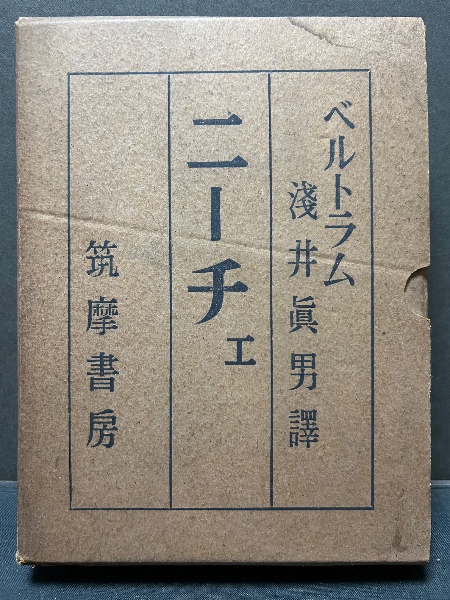 ベルトラム
淺井眞男譯
ニーチェ
筑摩書房